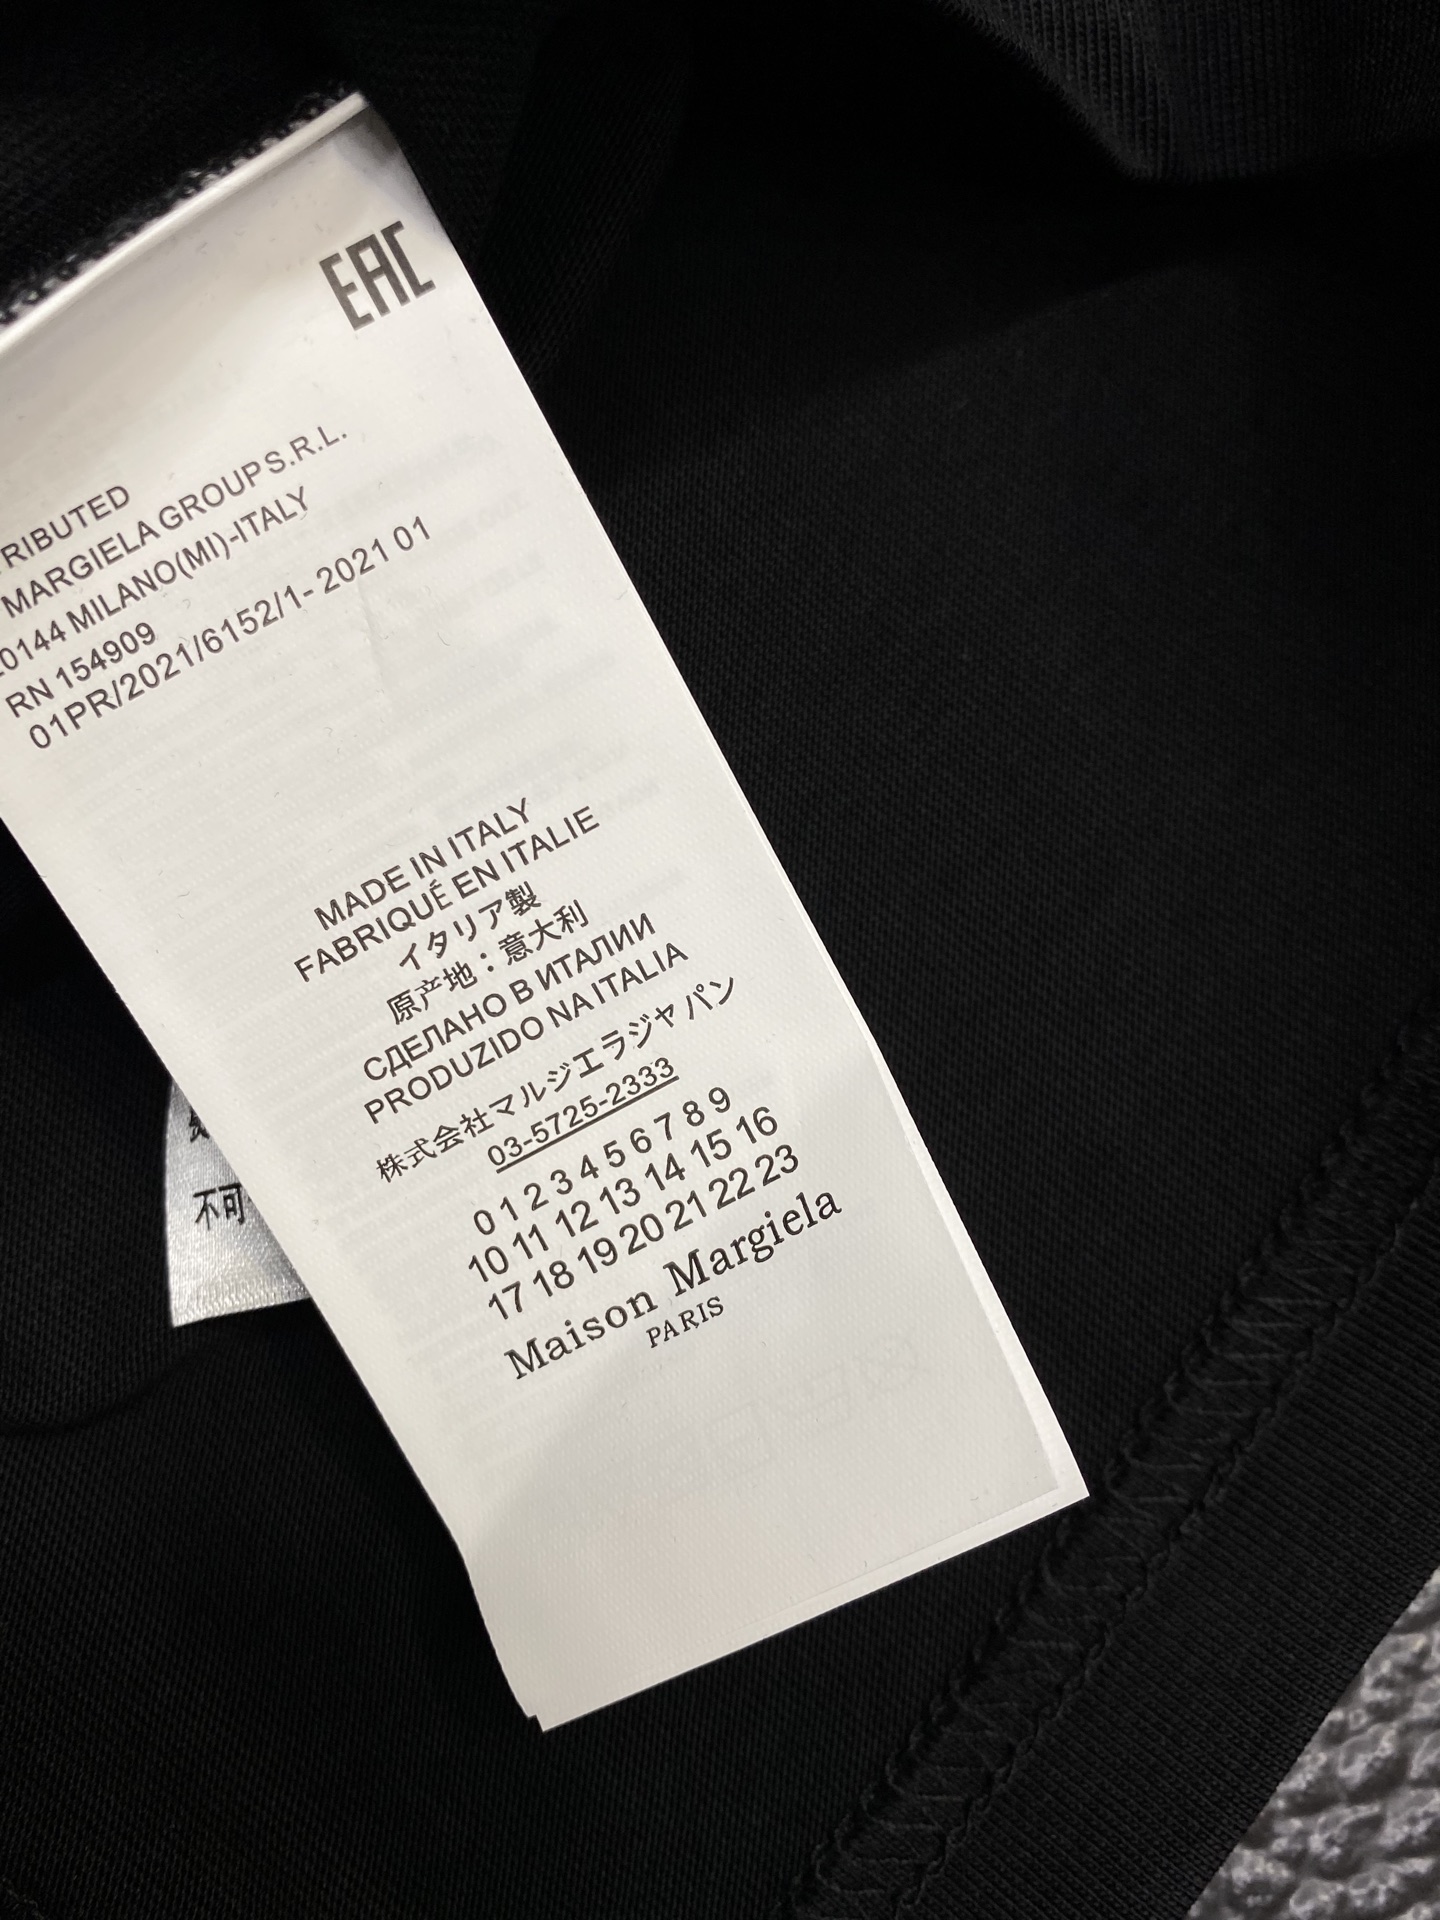 EAC
TRIBUTED
MARGIELA GROUP S.R.L.
20144 MILANO(MI)-ITALY
RN 154909
01PR/2021/6152/1- 2021 01
MADE IN ITALY
FABRIQUÉ EN ITALIE
イタリア製
原产地：意大利
СДЕЛАНО В ИТАЛИИ
PRODUZIDO NA ITALIA
株式会社マルジエラジャパン
03-5725-2333
0 1 2 3 4 5 6 7 8 9
10 11 12 13 14 15 16
17 18 19 20 21 22 23
Maison Margiela
PARIS
不可